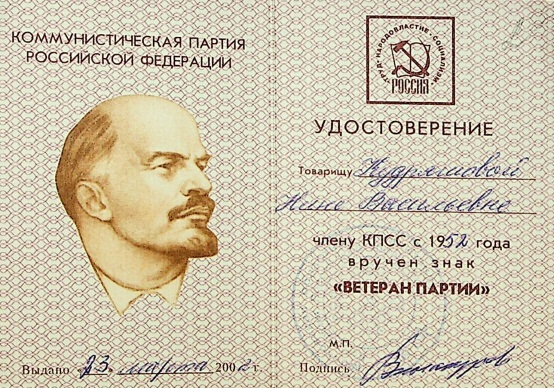 КОММУНИСТИЧЕСКАЯ ПАРТИЯ
РОССИЙСКОЙ ФЕДЕРАЦИИ
Выдано «23» марта 2002 г.
ТРУД · НАРОДОВЛАСТИЕ · СОЦИАЛИЗМ
РОССИЯ
УДОСТОВЕРЕНИЕ
Товарищу Кудряшовой
Нине Васильевне
члену КПСС с 1952 года
вручен знак
«ВЕТЕРАН ПАРТИИ»
М.П.
Подпись